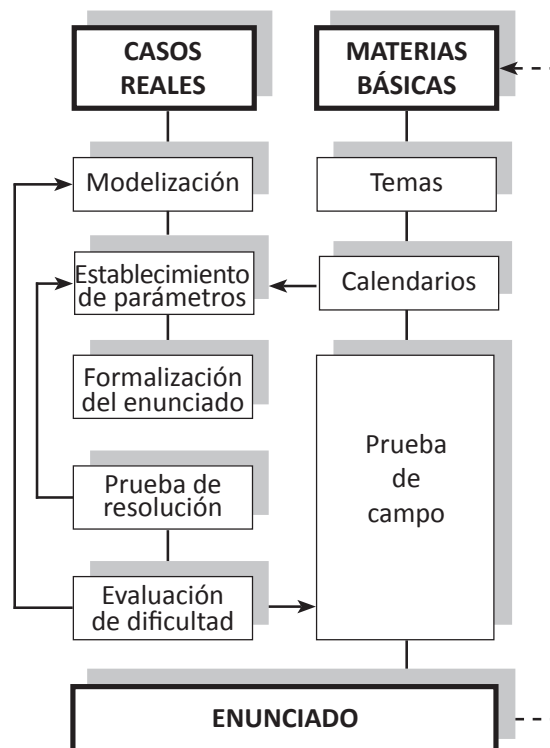 CASOS
REALES
MATERIAS
BÁSICAS
Modelización
Temas
Establecimiento
de parámetros
Calendarios
Formalización
del enunciado
Prueba
de
campo
Prueba de
resolución
Evaluación
de dificultad
ENUNCIADO